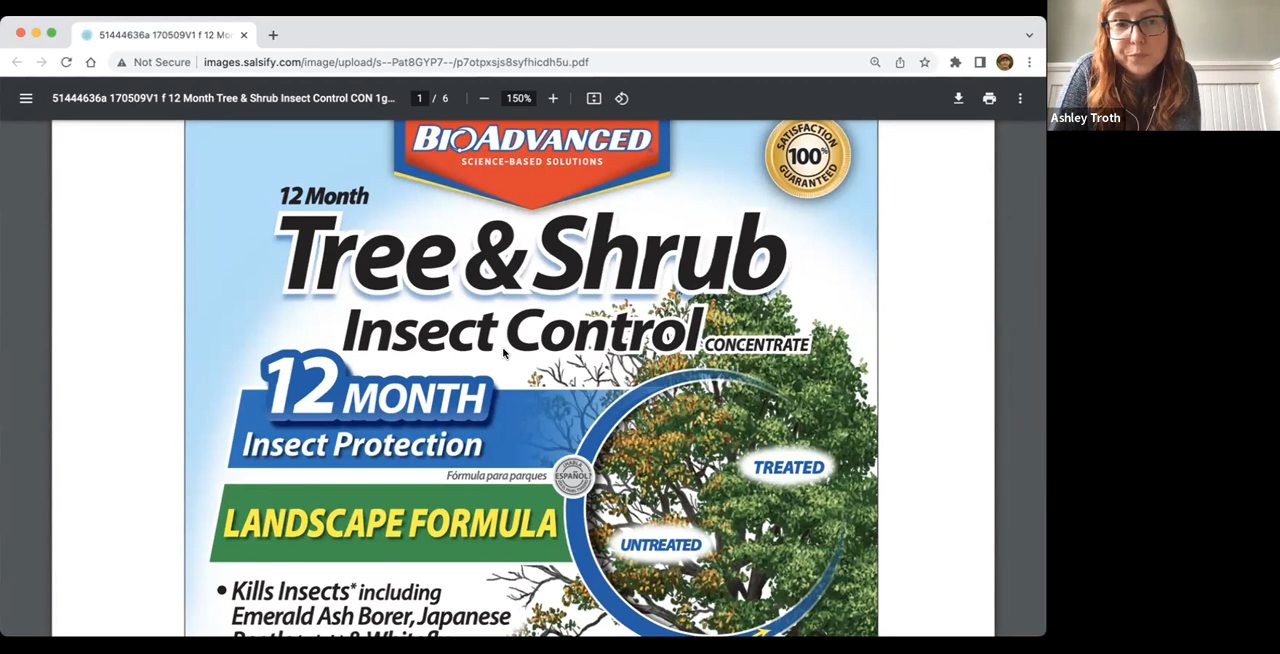 51444636a 170509V1 f 12 Mo
Not Secure
images.salsify.com/image/upload/s--Pat8GYP7--/p7otpxsjs8syfhicdh5u.pdf
51444636a 170509V1 f 12 Month Tree & Shrub Insect Control CON 1g...
1 / 6
150%
Ashley Troth
BIOADVANCED
SCIENCE-BASED SOLUTIONS
SATISFACTION
100%
GUARANTEED
12 Month
Tree & Shrub
Insect Control CONCENTRATE
12 MONTH
Insect Protection
Fórmula para parques
¿HABLA
ESPAÑOL?
TREATED
LANDSCAPE FORMULA
UNTREATED
• Kills Insects* including
Emerald Ash Borer, Japanese